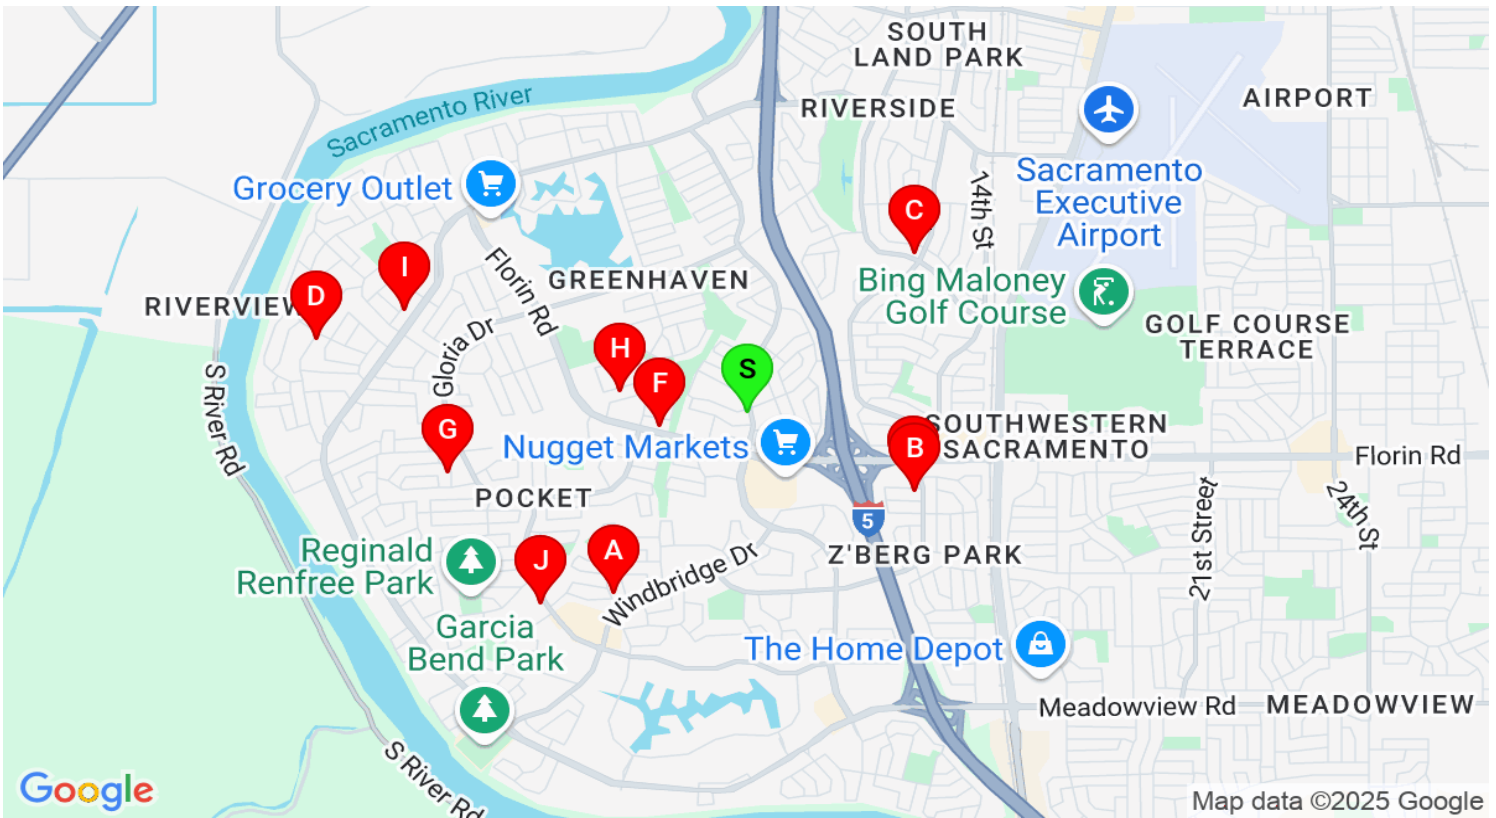 SOUTH
LAND PARK
RIVERSIDE
AIRPORT
Sacramento River
Grocery Outlet
14th St
Sacramento
Executive
Airport
C
I
D
RIVERVIEW
Florin Rd
GREENHAVEN
Bing Maloney
Golf Course
GOLF COURSE
TERRACE
Gloria Dr
H
F
S
S River Rd
G
Nugget Markets
B
SOUTHWESTERN
SACRAMENTO
Florin Rd
POCKET
5
21st Street
24th St
Reginald
Renfree Park
J
A
Windbridge Dr
Z'BERG PARK
Garcia
Bend Park
The Home Depot
Meadowview Rd
MEADOWVIEW
S River Rd
Google
Map data ©2025 Google